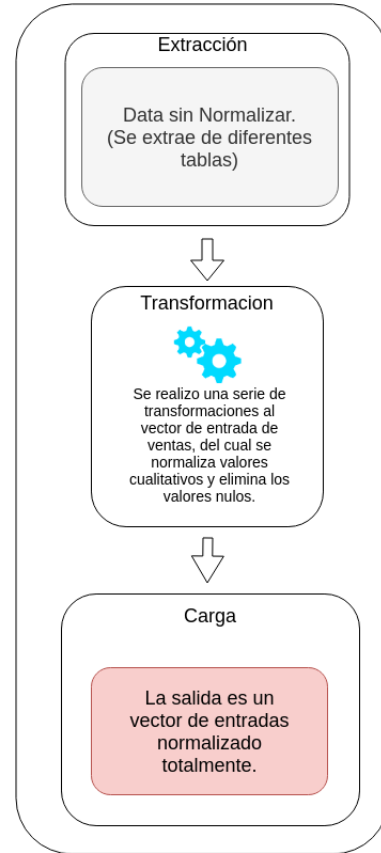 Extracción
Data sin Normalizar.
(Se extrae de diferentes
tablas)
Transformacion
Se realizo una serie de
transformaciones al
vector de entrada de
ventas, del cual se
normaliza valores
cualitativos y elimina los
valores nulos.
Carga
La salida es un
vector de entradas
normalizado
totalmente.